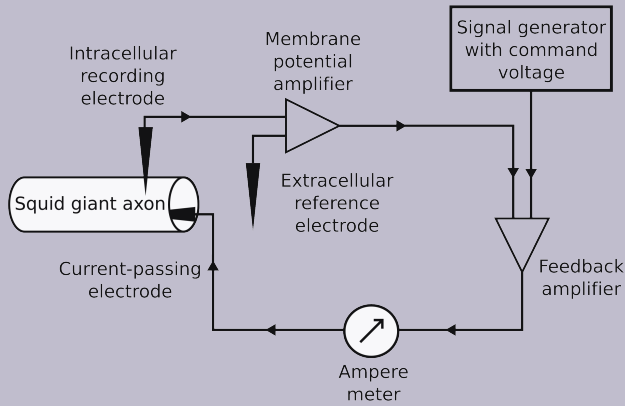 Signal generator
with command
voltage
Membrane
potential
amplifier
Intracellular
recording
electrode
Extracellular
reference
electrode
Squid giant axon
Current-passing
electrode
Feedback
amplifier
Ampere
meter